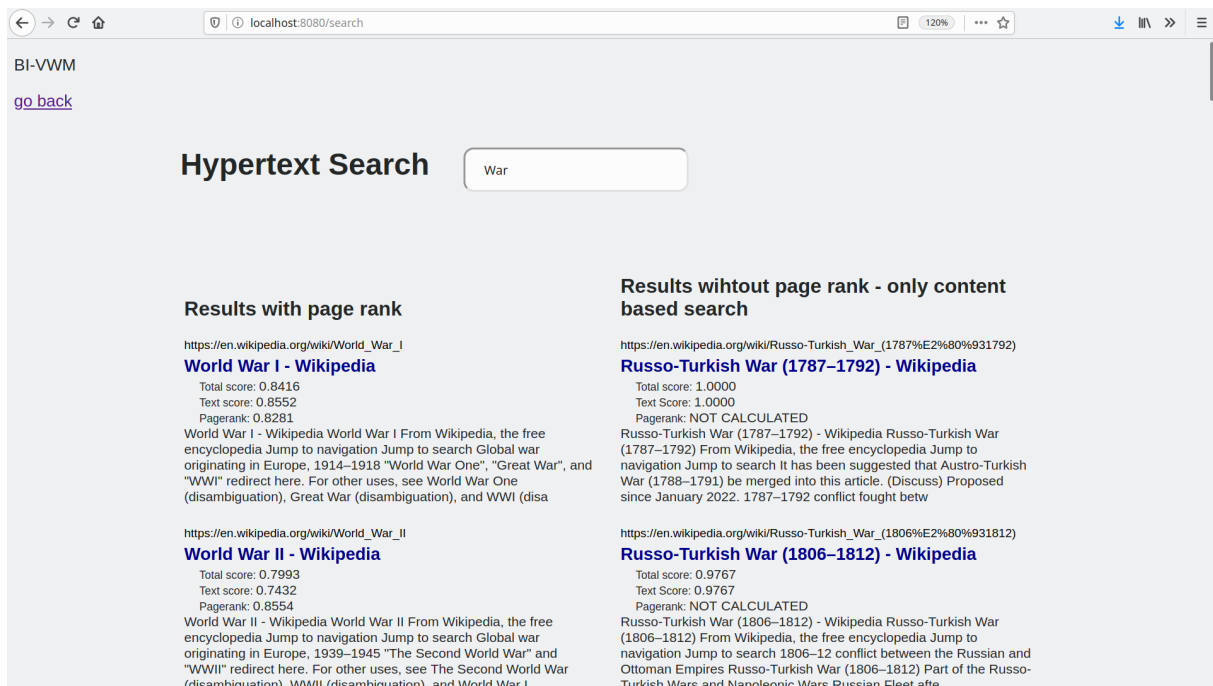 localhost:8080/search
120%
BI-VWM
go back
Hypertext Search
War
Results with page rank
https://en.wikipedia.org/wiki/World_War_I
World War I - Wikipedia
Total score: 0.8416
Text score: 0.8552
Pagerank: 0.8281
World War I - Wikipedia World War I From Wikipedia, the free
encyclopedia Jump to navigation Jump to search Global war
originating in Europe, 1914–1918 "World War One", "Great War", and
"WWI" redirect here. For other uses, see World War One
(disambiguation), Great War (disambiguation), and WWI (disa
https://en.wikipedia.org/wiki/World_War_II
World War II - Wikipedia
Total score: 0.7993
Text score: 0.7432
Pagerank: 0.8554
World War II - Wikipedia World War II From Wikipedia, the free
encyclopedia Jump to navigation Jump to search Global war
originating in Europe, 1939–1945 "The Second World War" and
"WWII" redirect here. For other uses, see The Second World War
(disambiguation), WWII (disambiguation), and World War I
Results wihtout page rank - only content
based search
https://en.wikipedia.org/wiki/Russo-Turkish_War_(1787%E2%80%931792)
Russo-Turkish War (1787–1792) - Wikipedia
Total score: 1.0000
Text Score: 1.0000
Pagerank: NOT CALCULATED
Russo-Turkish War (1787–1792) - Wikipedia Russo-Turkish War
(1787–1792) From Wikipedia, the free encyclopedia Jump to
navigation Jump to search It has been suggested that Austro-Turkish
War (1788–1791) be merged into this article. (Discuss) Proposed
since January 2022. 1787–1792 conflict fought betw
https://en.wikipedia.org/wiki/Russo-Turkish_War_(1806%E2%80%931812)
Russo-Turkish War (1806–1812) - Wikipedia
Total score: 0.9767
Text Score: 0.9767
Pagerank: NOT CALCULATED
Russo-Turkish War (1806–1812) - Wikipedia Russo-Turkish War
(1806–1812) From Wikipedia, the free encyclopedia Jump to
navigation Jump to search 1806–12 conflict between the Russian and
Ottoman Empires Russo-Turkish War (1806–1812) Part of the Russo-
Turkish Wars and Napoleonic Wars Russian Fleet afte